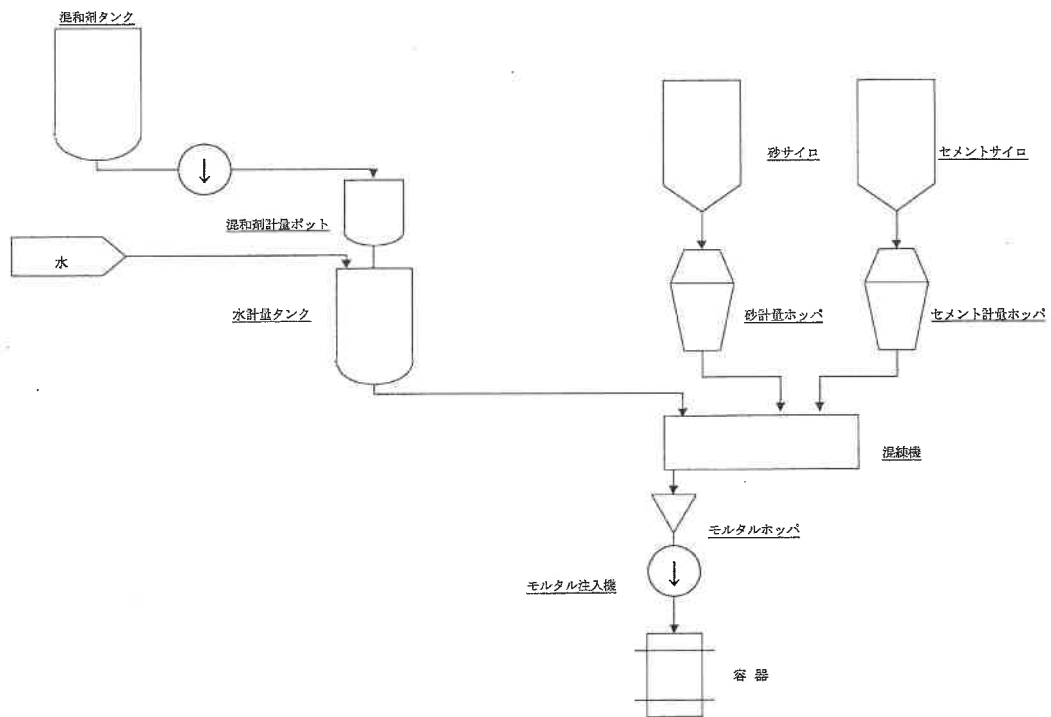 混和剤タンク
砂サイロ
セメントサイロ
混和剤計量ポット
水
水計量タンク
砂計量ホッパ
セメント計量ホッパ
混練機
モルタルホッパ
モルタル注入機
容 器